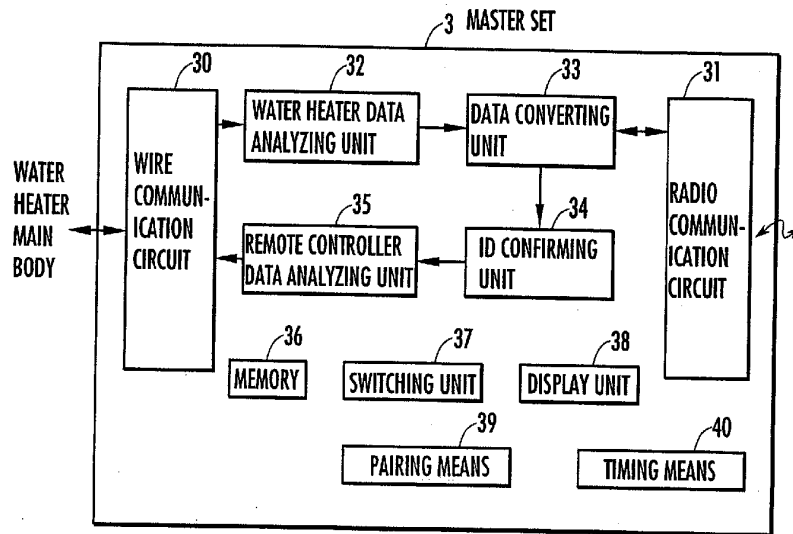 3 MASTER SET
30
32
33
31
WATER HEATER DATA
ANALYZING UNIT
DATA CONVERTING
UNIT
WATER
HEATER
MAIN
BODY
WIRE
COMMUN-
ICATION
CIRCUIT
RADIO
COMMUN-
ICATION
CIRCUIT
35
34
REMOTE CONTROLLER
DATA ANALYZING UNIT
ID CONFIRMING
UNIT
36
37
38
MEMORY
SWITCHING UNIT
DISPLAY UNIT
39
40
PAIRING MEANS
TIMING MEANS